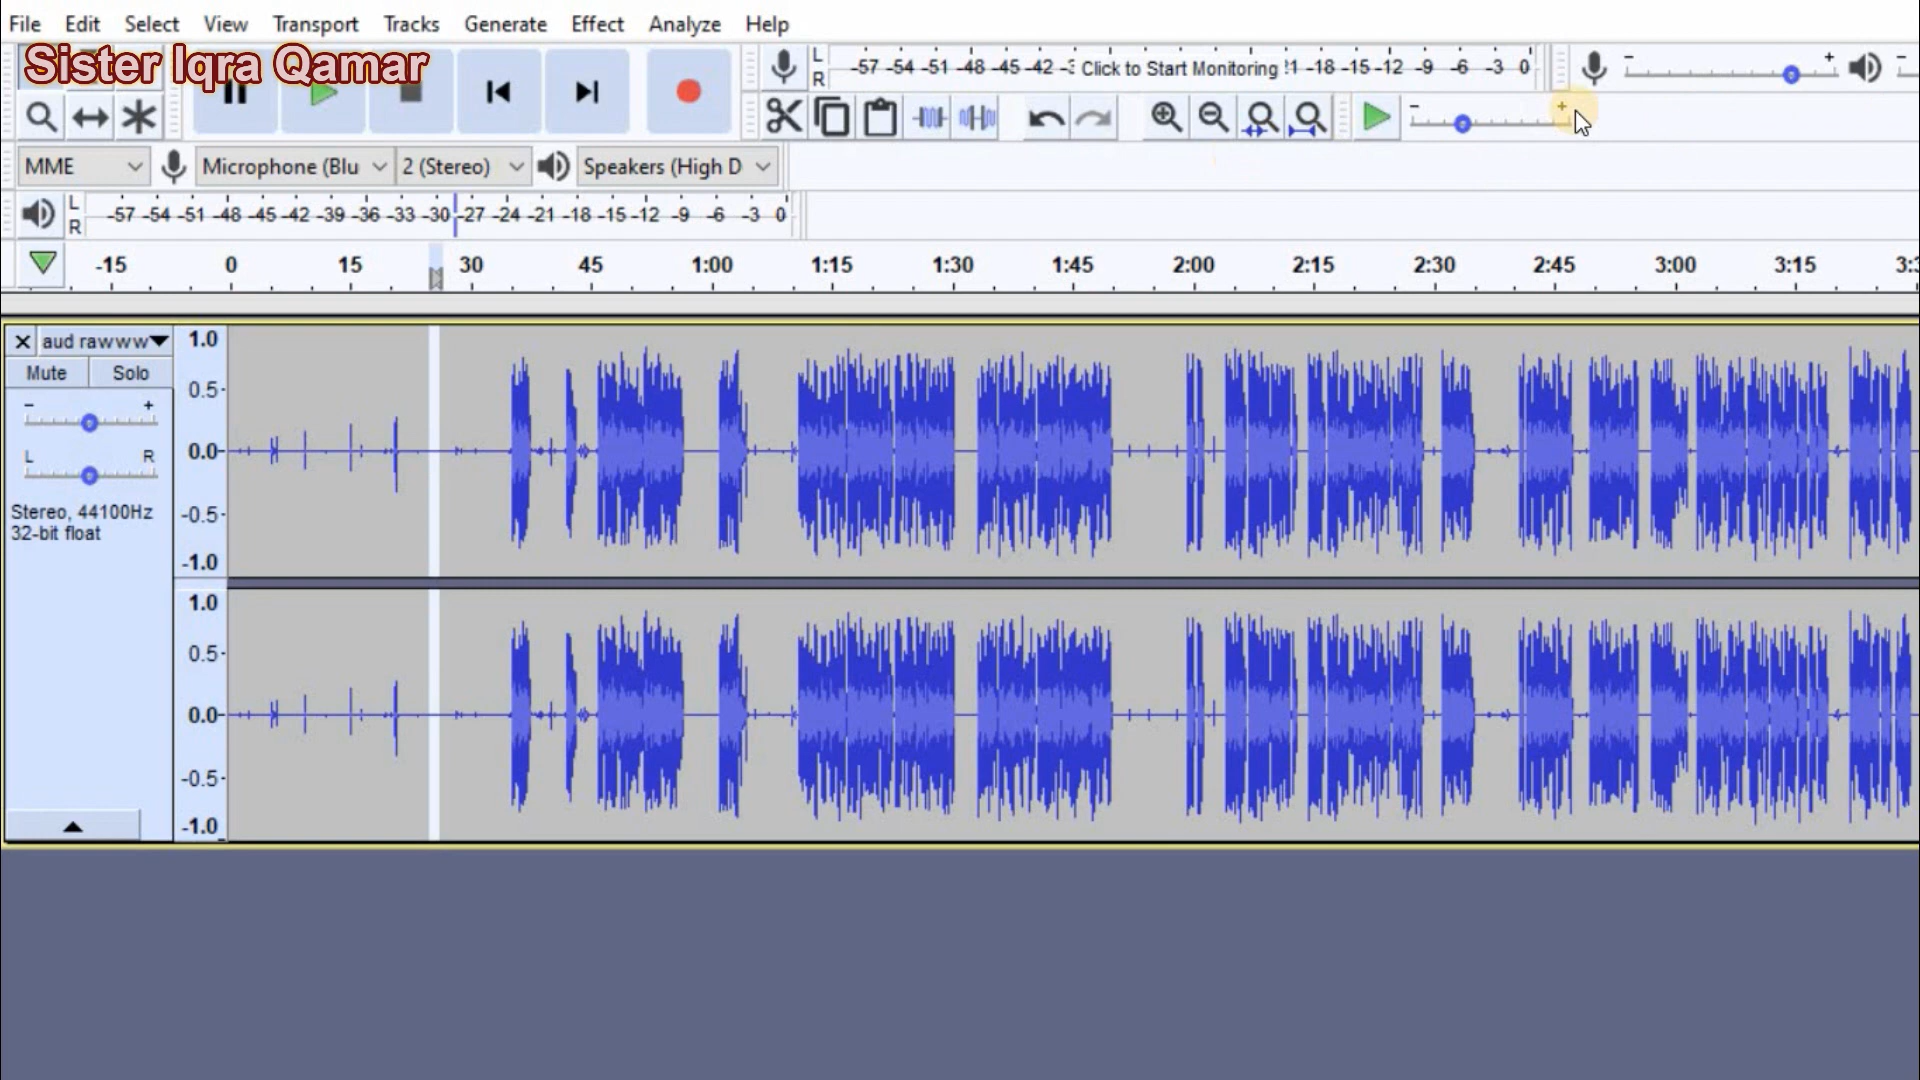 File Edit Select View Transport Tracks Generate Effect Analyze Help
Sister Iqra Qamar
L
R
-57 -54 -51 -48 -45 -42 Click to Start Monitoring -18 -15 -12 -9 -6 -3 0
- +
- +
MME Microphone (Blu 2 (Stereo) Speakers (High D
L
R
-57 -54 -51 -48 -45 -42 -39 -36 -33 -30 -27 -24 -21 -18 -15 -12 -9 -6 -3 0
-15 0 15 30 45 1:00 1:15 1:30 1:45 2:00 2:15 2:30 2:45 3:00 3:15
aud rawww
Mute Solo
- +
L R
Stereo, 44100Hz
32-bit float
1.0
0.5
0.0
-0.5
-1.0
1.0
0.5
0.0
-0.5
-1.0